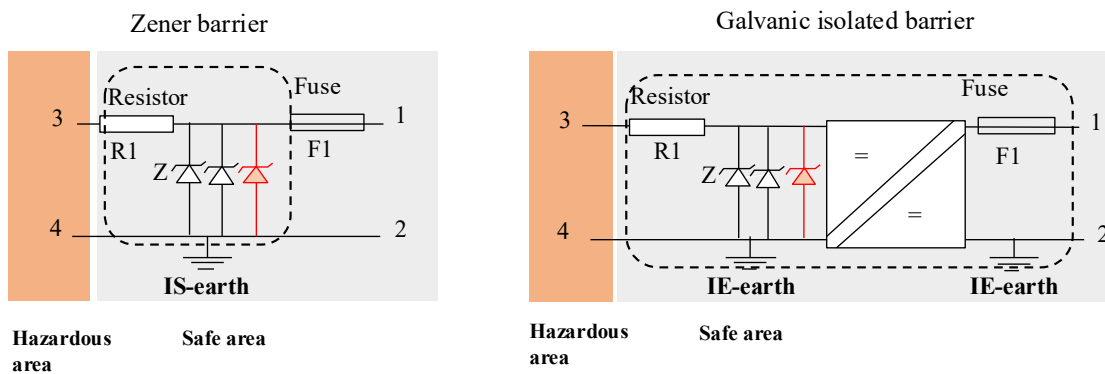 Zener barrier
Galvanic isolated barrier
Fuse
Resistor
3
1
R1
F1
Z
4
2
IS-earth
Hazardous
area
Safe area
Fuse
Resistor
3
1
R1
F1
=
Z
=
4
2
IE-earth
IE-earth
Hazardous
area
Safe area